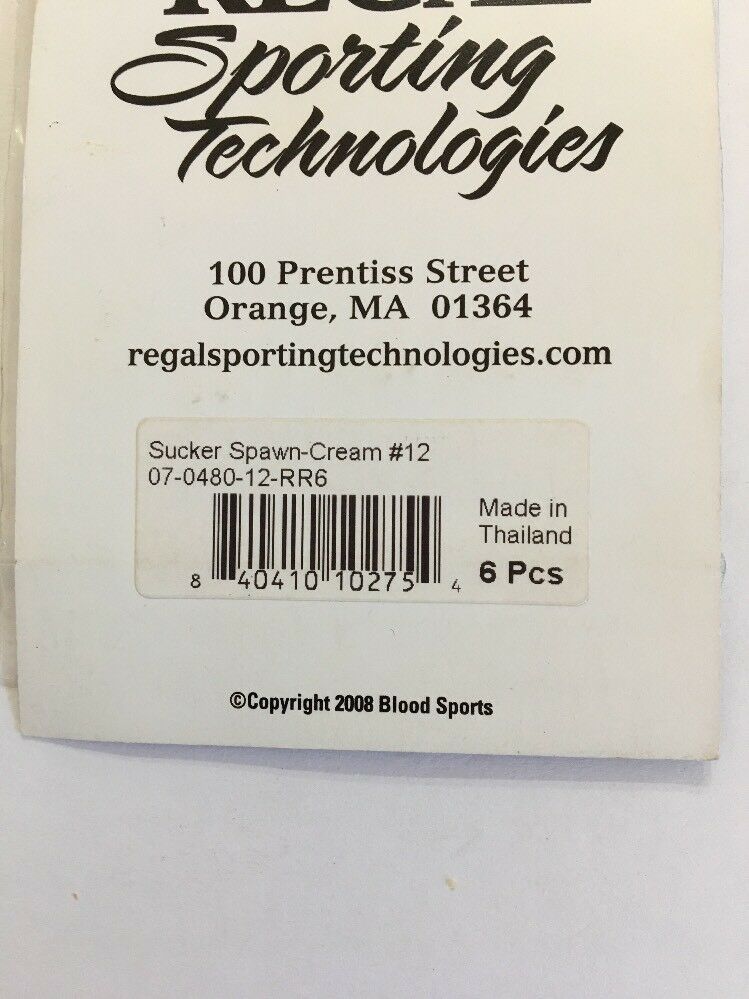 REGAL
Sporting
Technologies
100 Prentiss Street
Orange, MA 01364
regalsportingtechnologies.com
Sucker Spawn-Cream #12
07-0480-12-RR6
Made in
Thailand
8 40410 10275 4
6 Pcs
©Copyright 2008 Blood Sports